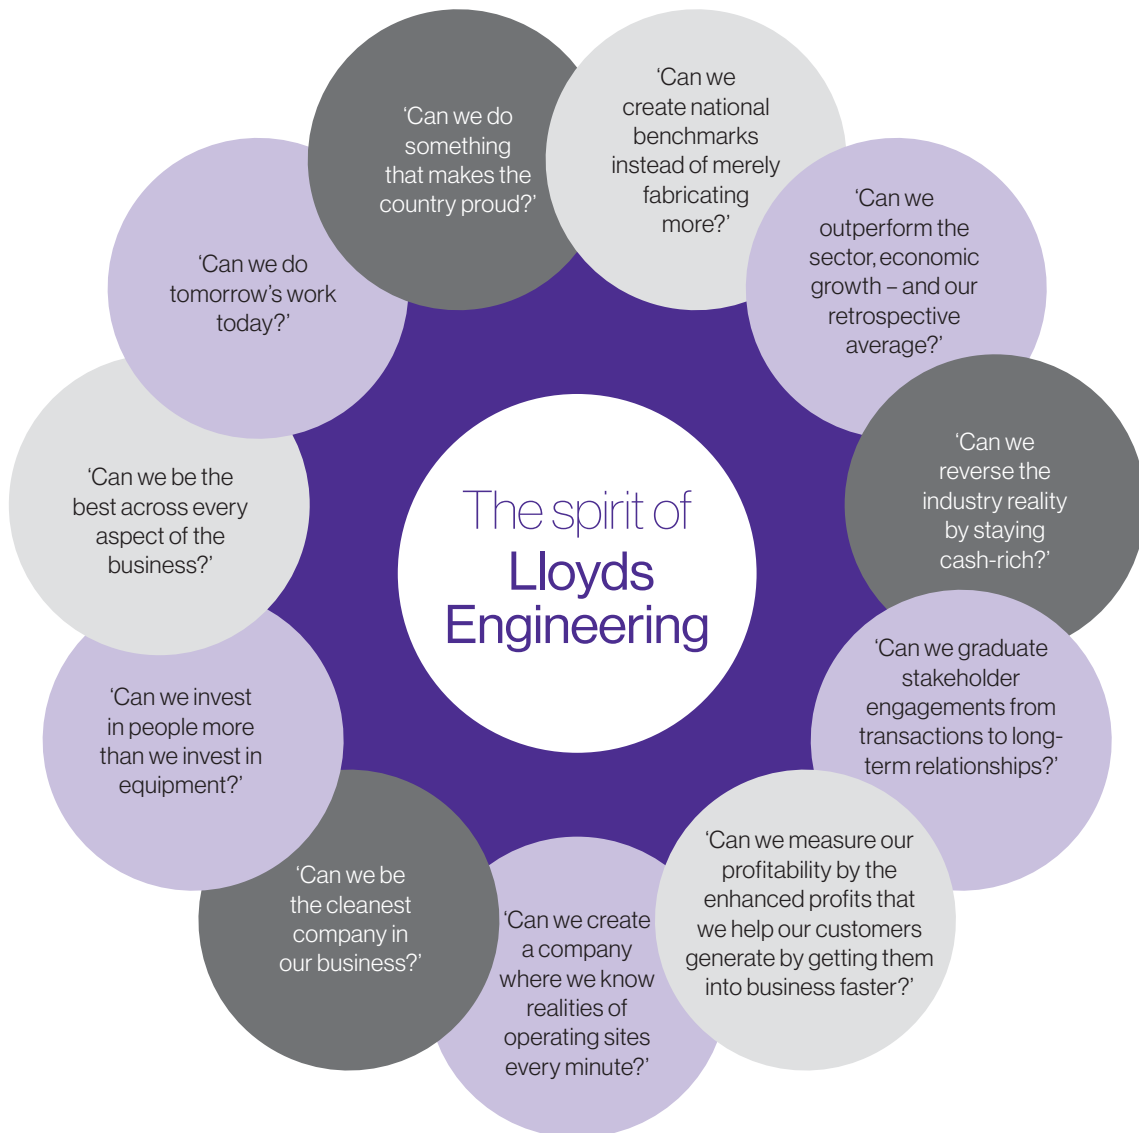 ‘Can we do
something
that makes the
country proud?’
‘Can we
create national
benchmarks
instead of merely
fabricating
more?’
‘Can we
outperform the
sector, economic
growth – and our
retrospective
average?’
‘Can we
reverse the
industry reality
by staying
cash-rich?’
‘Can we graduate
stakeholder
engagements from
transactions to long-
term relationships?’
‘Can we measure our
profitability by the
enhanced profits that
we help our customers
generate by getting them
into business faster?’
‘Can we create
a company
where we know
realities of
operating sites
every minute?’
‘Can we be
the cleanest
company in
our business?’
‘Can we invest
in people more
than we invest in
equipment?’
‘Can we be the
best across every
aspect of the
business?’
‘Can we do
tomorrow’s work
today?’
The spirit of
Lloyds
Engineering